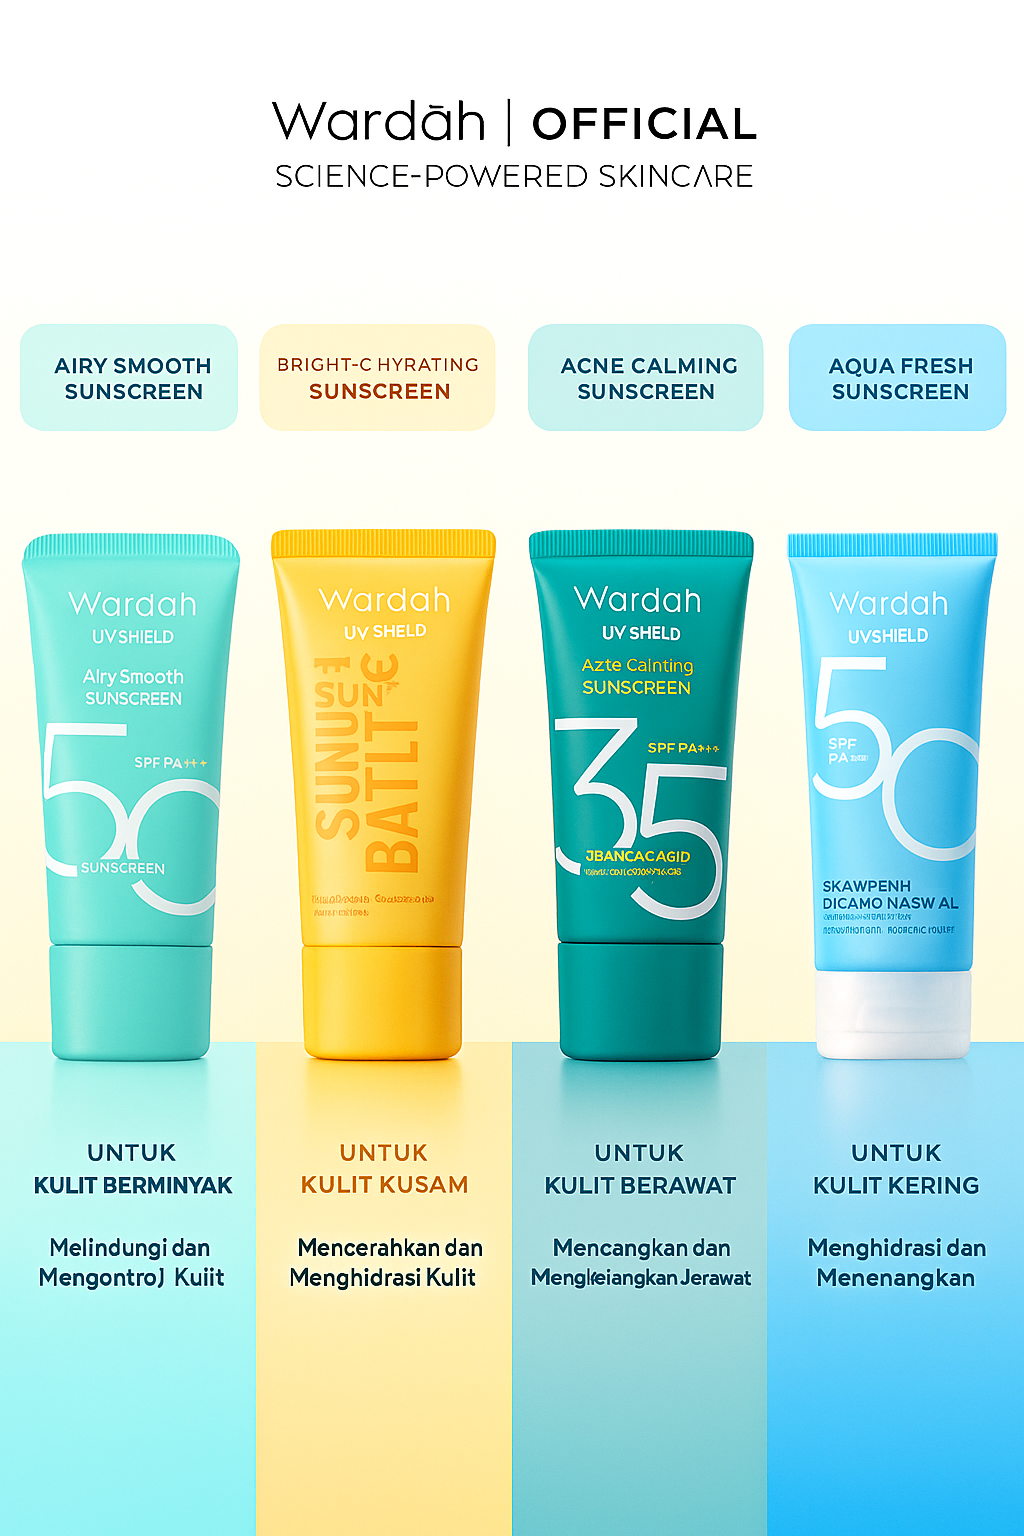 Wardāh | OFFICIAL
SCIENCE-POWERED SKINCARE
AIRY SMOOTH
SUNSCREEN
BRIGHT-C HYRATING
SUNSCREEN
ACNE CALMING
SUNSCREEN
AQUA FRESH
SUNSCREEN
Wardah
UV SHIELD
Airy Smooth
SUNSCREEN
50
SPF PA+++
SUNSCREEN
Wardah
UV SHELD
SUNUU
BATLT
Wardah
UV SHELD
Azte Calnting
SUNSCREEN
35
SPF PA+++
JBANCACAGID
Wardah
UVSHIELD
50
SPF
PA
SKAWPENH
DICAMO NASW AL
UNTUK
KULIT BERMINYAK
Melindungi dan
Mengontrol Kuiit
UNTUK
KULIT KUSAM
Mencerahkan dan
Menghidrasi Kulit
UNTUK
KULIT BERAWAT
Mencangkan dan
Jerawat
UNTUK
KULIT KERING
Menghidrasi dan
Menenangkan